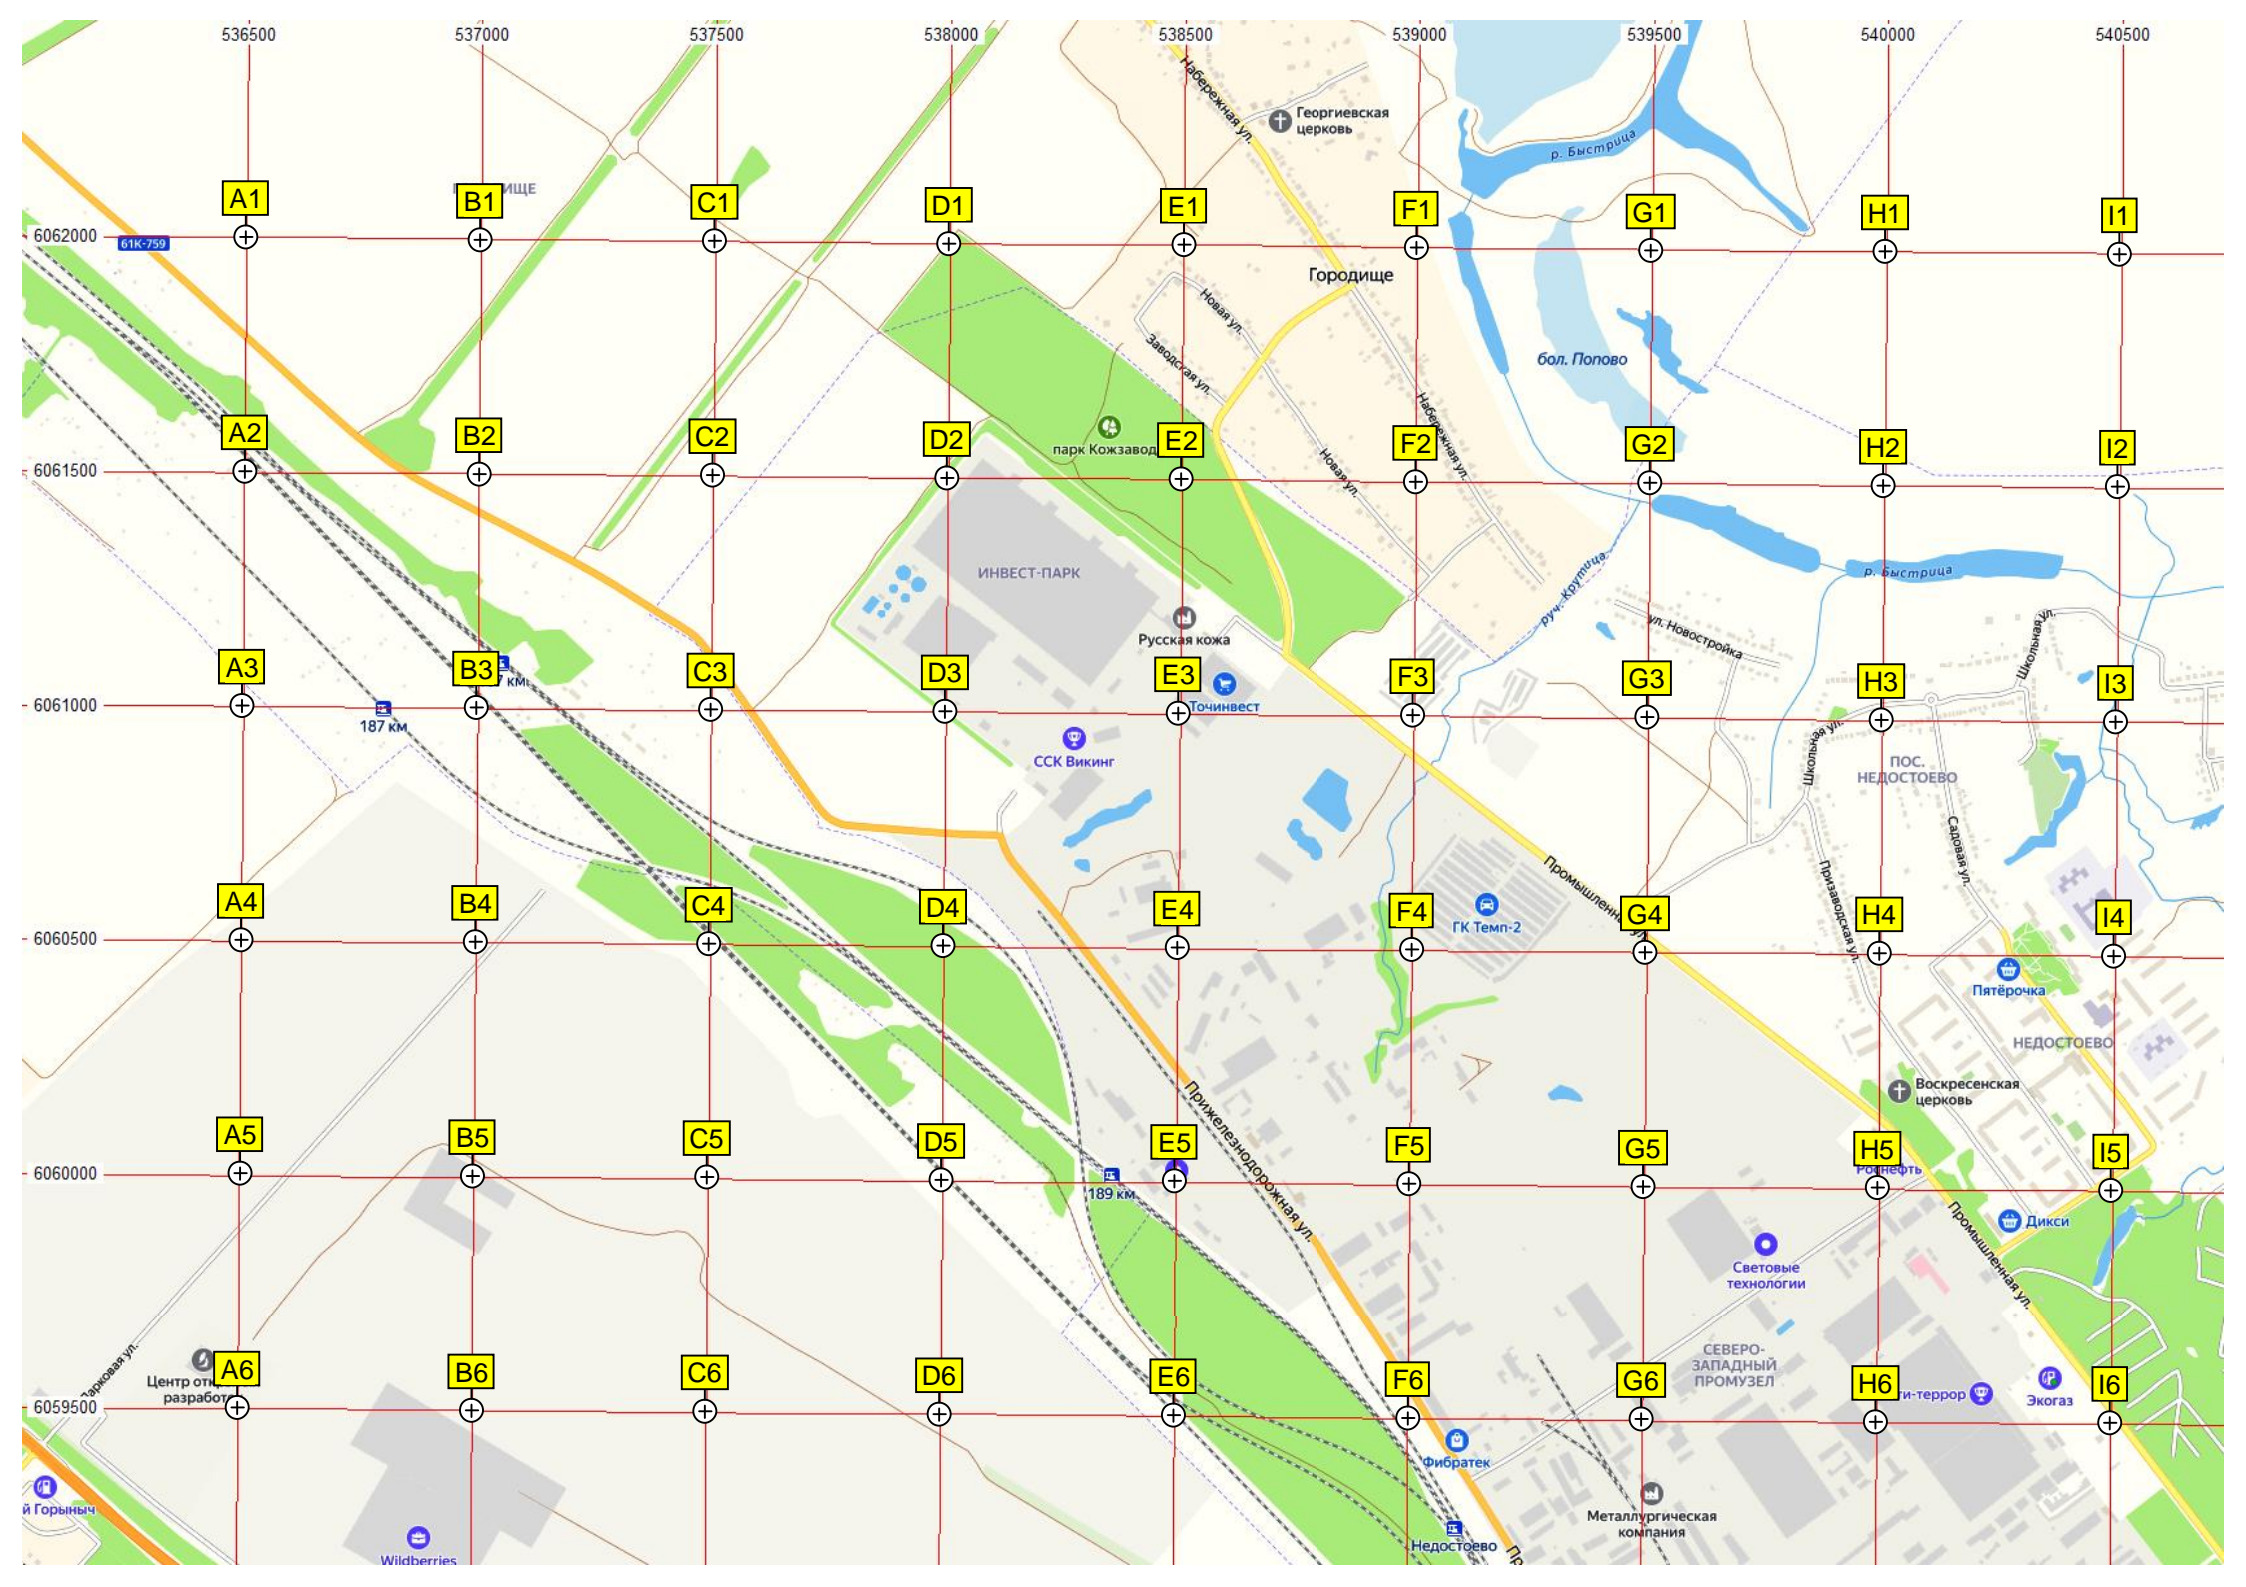 536500 537000 537500 538000 538500 539000 539500 540000 540500
Набережная ул.
Георгиевская
церковь
р. Быстрица
A1 B1 C1 D1 E1 F1 G1 H1 I1
6062000
61К-759
Городище
Новая ул.
Заводская ул.
бол. Попово
Набережная ул.
A2 B2 C2 D2 E2 F2 G2 H2 I2
парк Кожзавод
Новая ул.
6061500
ИНВЕСТ-ПАРК
р. Быстрица
руч. Крутица
Русская кожа
ул. Новостройка
Школьная ул.
A3 B3 C3 D3 E3 F3 G3 H3 I3
6061000
187 км
Точинвест
ССК Викинг
Школьная ул.
ПОС.
НЕДОСТОЕВО
Садовая ул.
Промышленная ул.
Призаводская ул.
A4 B4 C4 D4 E4 F4 G4 H4 I4
ГК Темп-2
6060500
Пятёрочка
НЕДОСТОЕВО
Воскресенская
церковь
Прижелезнодорожная ул.
A5 B5 C5 D5 E5 F5 G5 H5 I5
6060000
Роснефть
189 км
Дикси
Промышленная ул.
Световые
технологии
СЕВЕРО-
ЗАПАДНЫЙ
ПРОМУЗЕЛ
Парковая ул.
A6 B6 C6 D6 E6 F6 G6 H6 I6
Экогаз
6059500
Фибратек
й Горыныч
Металлургическая
компания
Недостоево
Wildberries